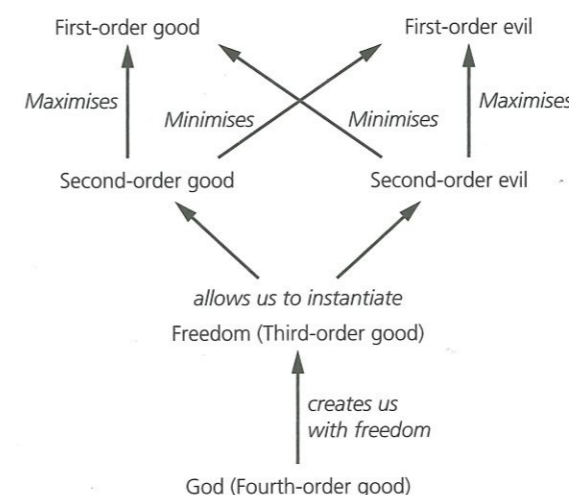 First-order good
First-order evil
Maximises
Minimises
Minimises
Maximises
Second-order good
Second-order evil
allows us to instantiate
Freedom (Third-order good)
creates us
with freedom
God (Fourth-order good)